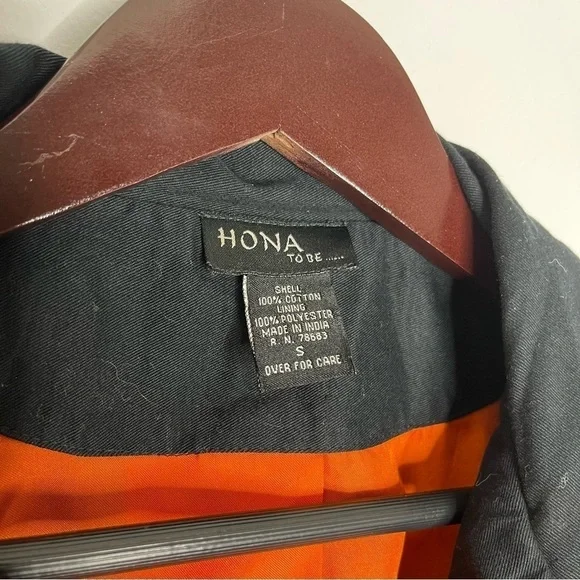 HONA
TO BE ......
SHELL
100% COTTON
LINING
100% POLYESTER
MADE IN INDIA
R. N. 78683
S
OVER FOR CARE